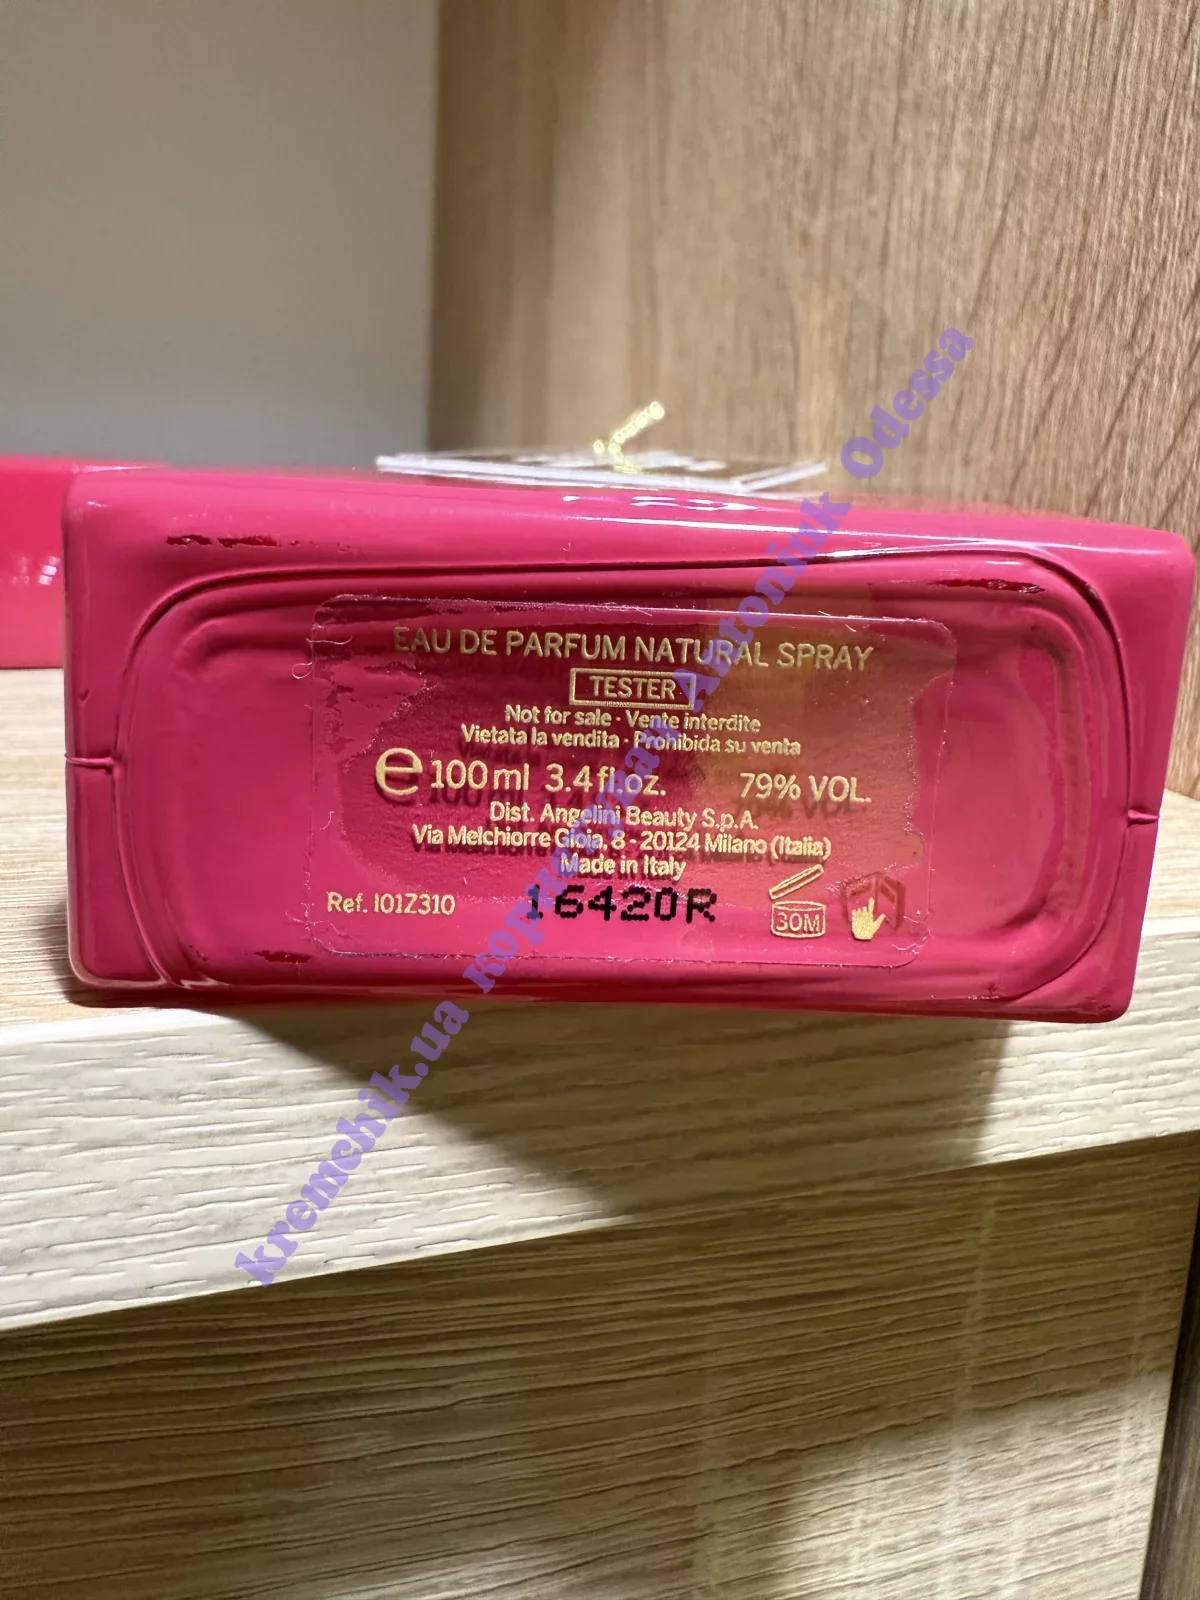 EAU DE PARFUM NATURAL SPRAY
TESTER
Not for sale · Vente interdite
Vietata la vendita · Prohibida su venta
e 100 ml 3.4 fl.oz. 79% VOL.
Dist. Angelini Beauty S.p.A.
Via Melchiorre Gioia, 8 - 20124 Milano (Italia)
Made in Italy
Ref. I01Z310
16420R
30M
kremchik.ua
Antoniuk Odessa